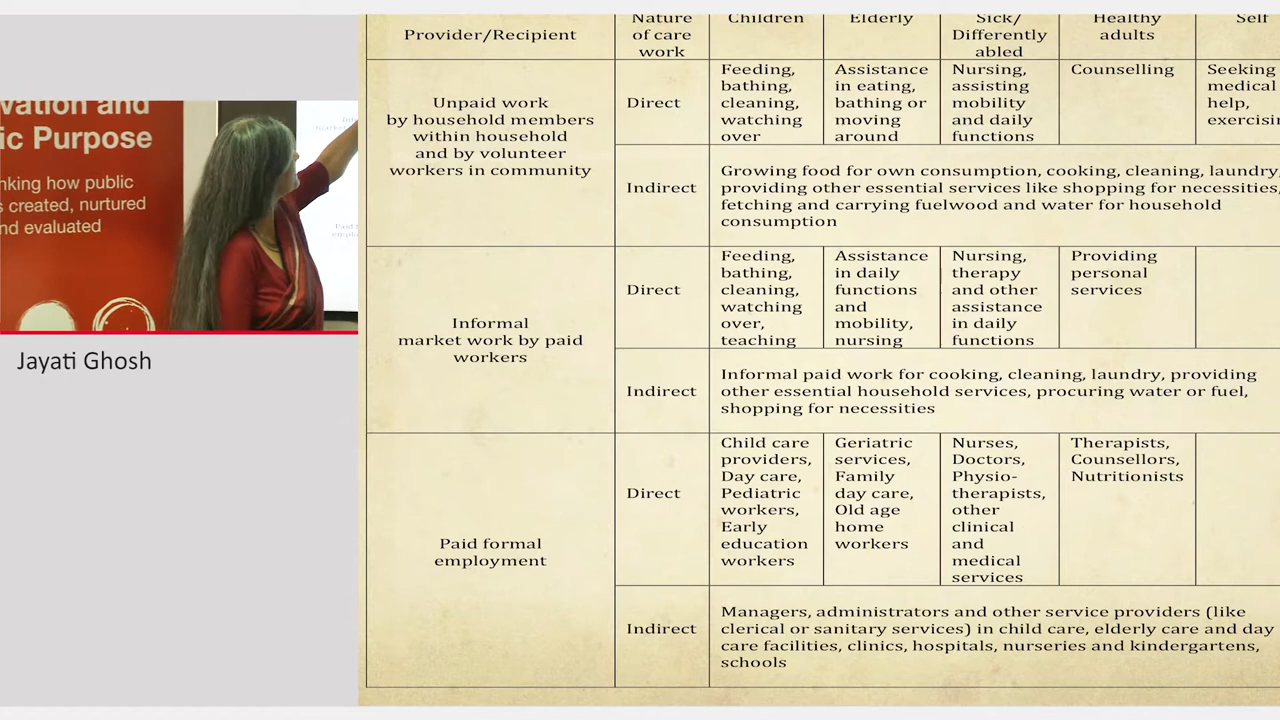 vation and
ic Purpose
nking how public
s created, nurtured
nd evaluated
Jayati Ghosh
Provider/Recipient
Nature
of care
work
Children
Elderly
Sick/
Differently
abled
Healthy
adults
Self
Unpaid work
by household members
within household
and by volunteer
workers in community
Direct
Feeding,
bathing,
cleaning,
watching
over
Assistance
in eating,
bathing or
moving
around
Nursing,
assisting
mobility
and daily
functions
Counselling
Seeking
medical
help,
exercisin
Indirect
Growing food for own consumption, cooking, cleaning, laundry,
providing other essential services like shopping for necessities,
fetching and carrying fuelwood and water for household
consumption
Informal
market work by paid
workers
Direct
Feeding,
bathing,
cleaning,
watching
over,
teaching
Assistance
in daily
functions
and
mobility,
nursing
Nursing,
therapy
and other
assistance
in daily
functions
Providing
personal
services
Indirect
Informal paid work for cooking, cleaning, laundry, providing
other essential household services, procuring water or fuel,
shopping for necessities
Paid formal
employment
Direct
Child care
providers,
Day care,
Pediatric
workers,
Early
education
workers
Geriatric
services,
Family
day care,
Old age
home
workers
Nurses,
Doctors,
Physio-
therapists,
other
clinical
and
medical
services
Therapists,
Counsellors,
Nutritionists
Indirect
Managers, administrators and other service providers (like
clerical or sanitary services) in child care, elderly care and day
care facilities, clinics, hospitals, nurseries and kindergartens,
schools